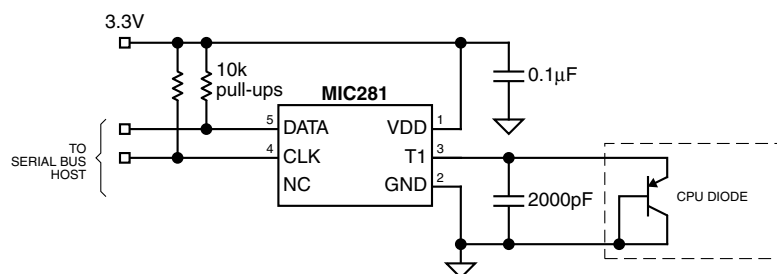 3.3V
10k
pull-ups
MIC281
0.1µF
TO
SERIAL BUS
HOST
5 DATA VDD 1
4 CLK T1 3
NC GND 2
2000pF
CPU DIODE